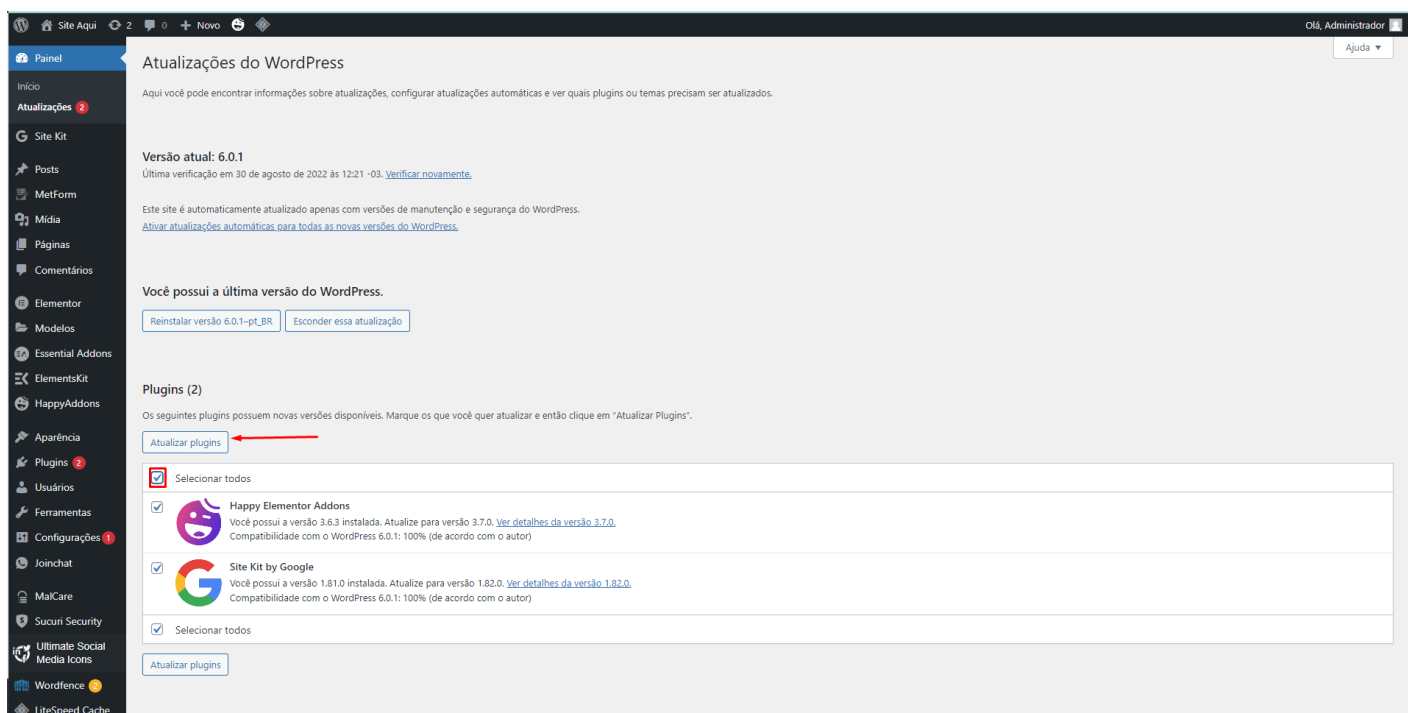 Site Aqui 2 0 + Novo Olá, Administrador
Ajuda ▼
Painel
Início
Atualizações 2
Site Kit
Posts
MetForm
Mídia
Páginas
Comentários
Elementor
Modelos
Essential Addons
ElementsKit
HappyAddons
Aparência
Plugins 2
Usuários
Ferramentas
Configurações 1
Joinchat
MalCare
Sucuri Security
Ultimate Social
Media Icons
Wordfence 2
LiteSpeed Cache
Atualizações do WordPress
Aqui você pode encontrar informações sobre atualizações, configurar atualizações automáticas e ver quais plugins ou temas precisam ser atualizados.
Versão atual: 6.0.1
Última verificação em 30 de agosto de 2022 às 12:21 -03. Verificar novamente.
Este site é automaticamente atualizado apenas com versões de manutenção e segurança do WordPress.
Ativar atualizações automáticas para todas as novas versões do WordPress.
Você possui a última versão do WordPress.
Reinstalar versão 6.0.1–pt_BR Esconder essa atualização
Plugins (2)
Os seguintes plugins possuem novas versões disponíveis. Marque os que você quer atualizar e então clique em “Atualizar Plugins”.
Atualizar plugins
Selecionar todos
Happy Elementor Addons
Você possui a versão 3.6.3 instalada. Atualize para versão 3.7.0. Ver detalhes da versão 3.7.0.
Compatibilidade com o WordPress 6.0.1: 100% (de acordo com o autor)
Site Kit by Google
Você possui a versão 1.81.0 instalada. Atualize para versão 1.82.0. Ver detalhes da versão 1.82.0.
Compatibilidade com o WordPress 6.0.1: 100% (de acordo com o autor)
Selecionar todos
Atualizar plugins